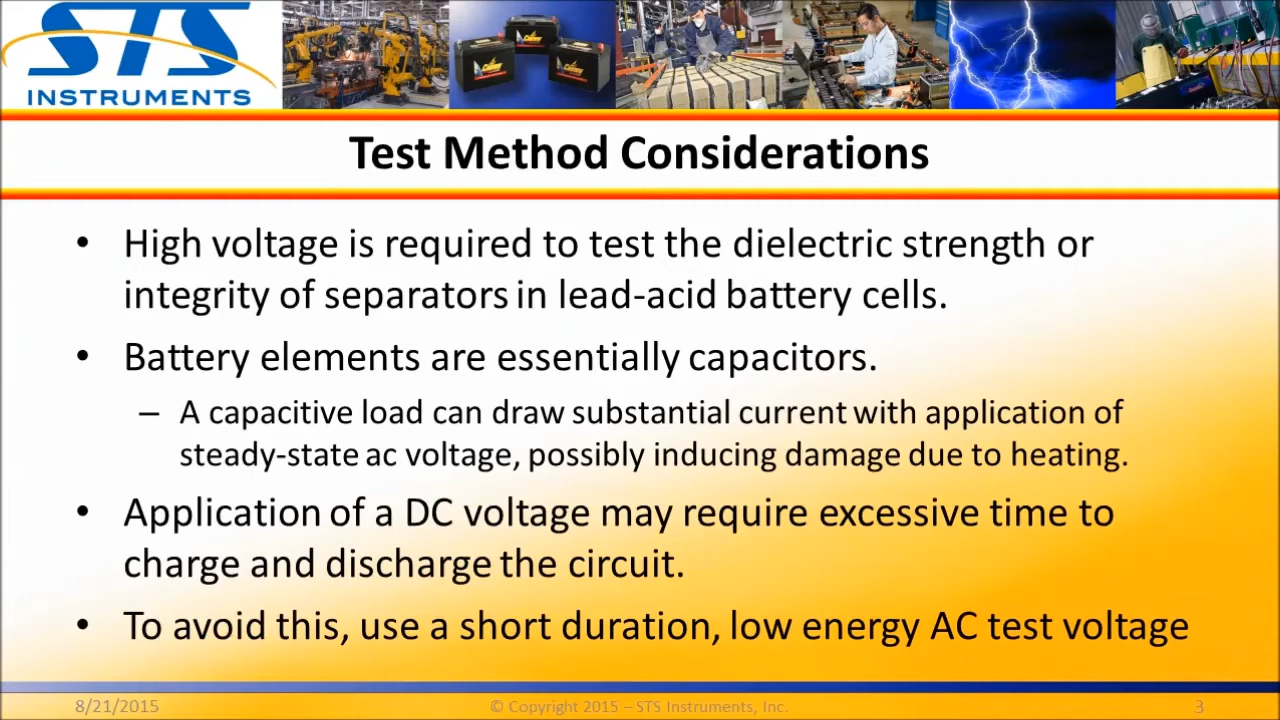 STS
INSTRUMENTS
Test Method Considerations
• High voltage is required to test the dielectric strength or
integrity of separators in lead-acid battery cells.
• Battery elements are essentially capacitors.
– A capacitive load can draw substantial current with application of
steady-state ac voltage, possibly inducing damage due to heating.
• Application of a DC voltage may require excessive time to
charge and discharge the circuit.
• To avoid this, use a short duration, low energy AC test voltage
8/21/2015
© Copyright 2015 – STS Instruments, Inc.
3